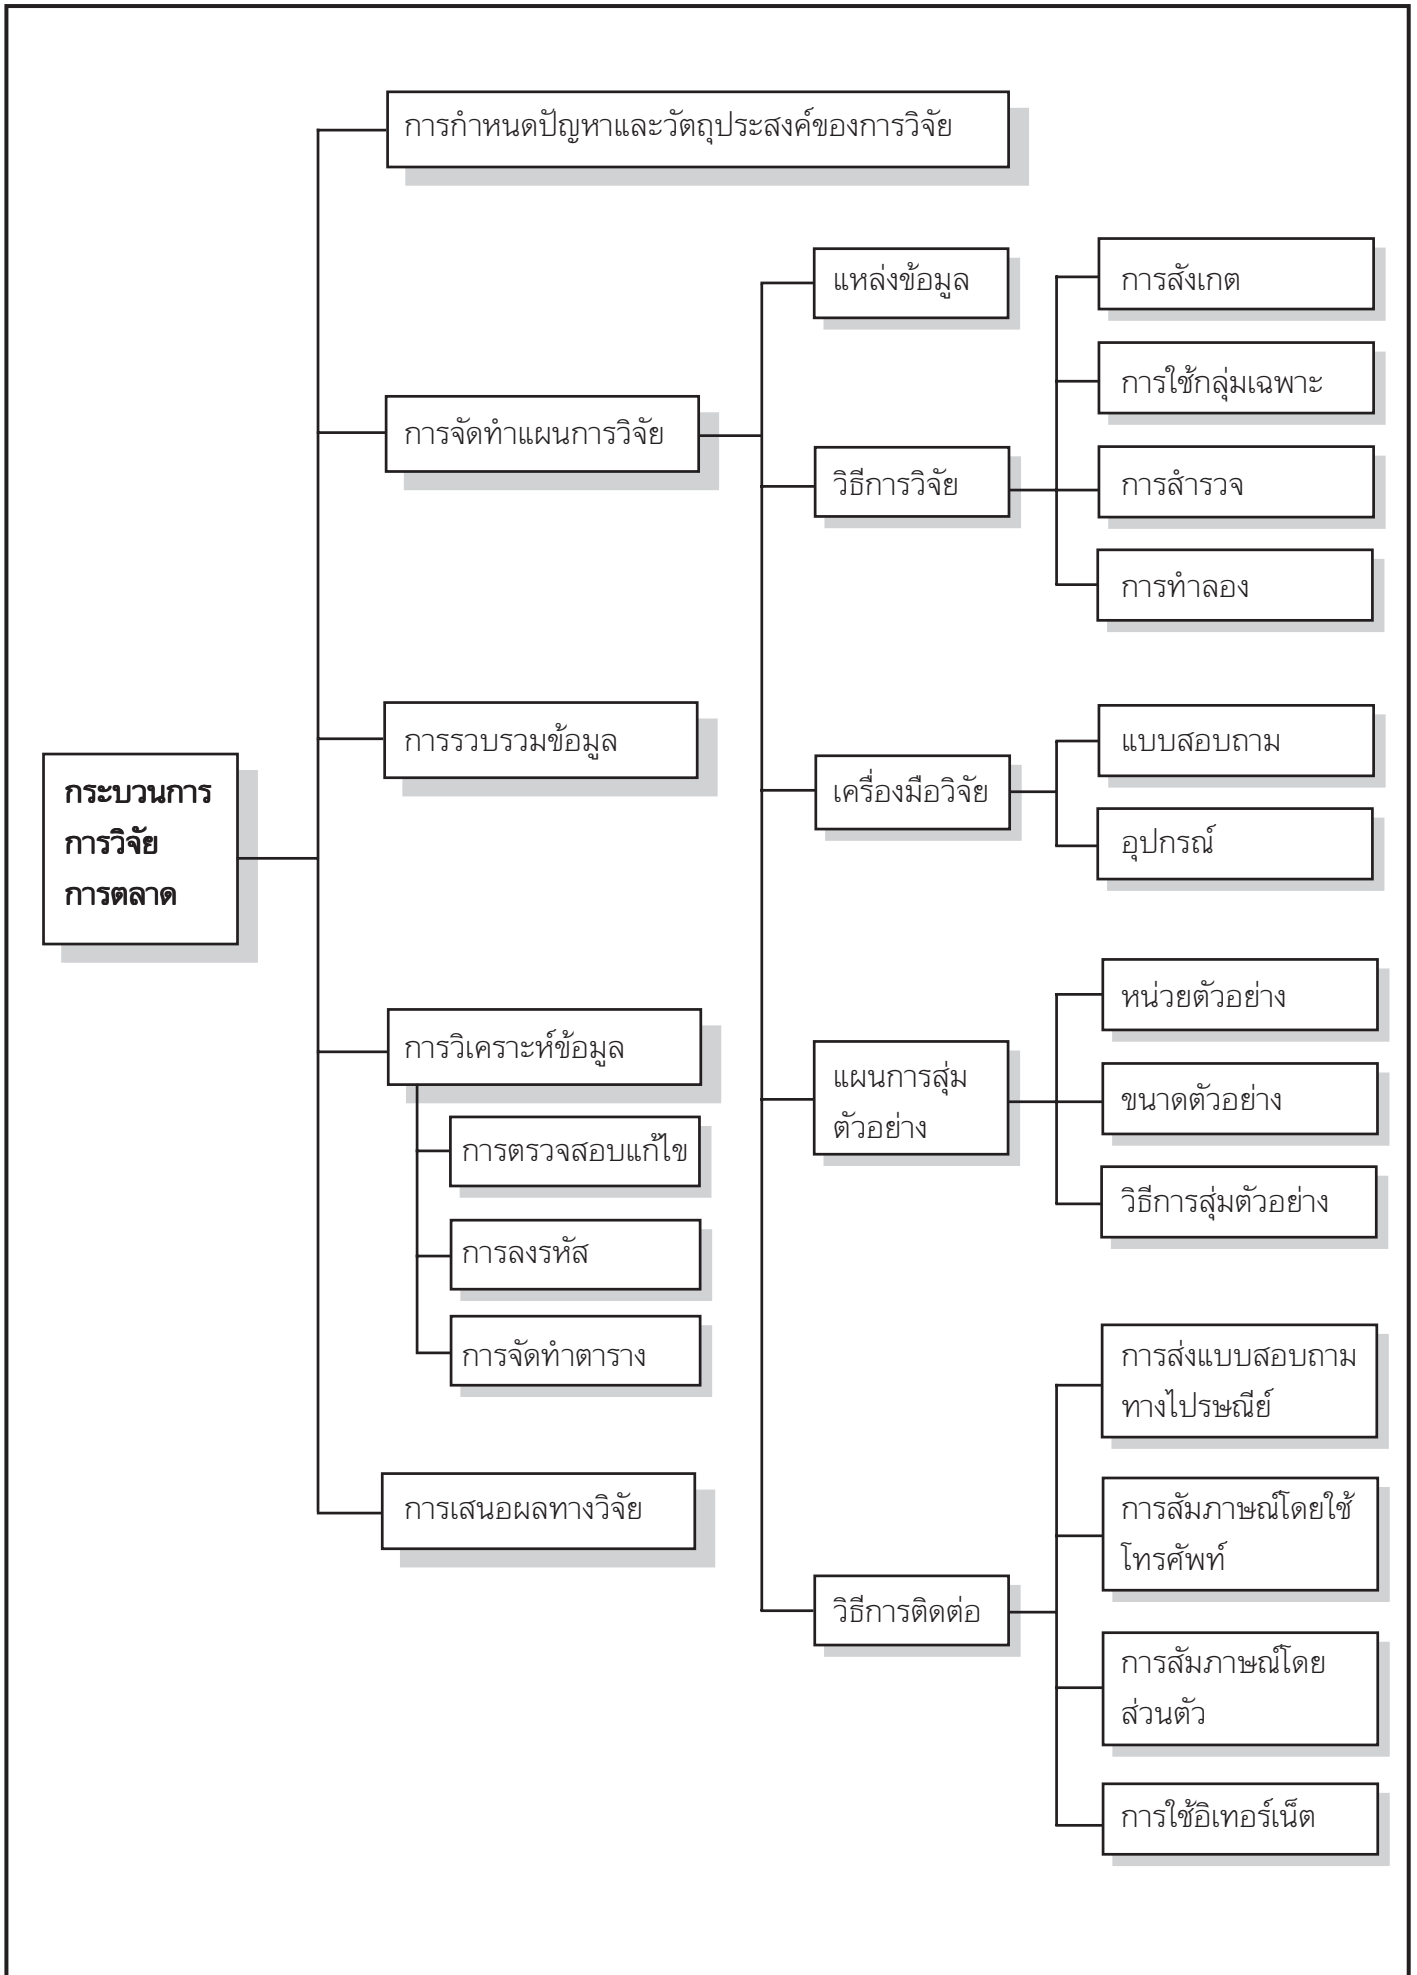 การกำหนดปัญหาและวัตถุประสงค์ของการวิจัย
แหล่งข้อมูล
การสังเกต
การใช้กลุ่มเฉพาะ
การจัดทำแผนการวิจัย
วิธีการวิจัย
การสำรวจ
การทำลอง
การรวบรวมข้อมูล
แบบสอบถาม
กระบวนการ
การวิจัย
การตลาด
เครื่องมือวิจัย
อุปกรณ์
หน่วยตัวอย่าง
การวิเคราะห์ข้อมูล
แผนการสุ่ม
ตัวอย่าง
ขนาดตัวอย่าง
การตรวจสอบแก้ไข
วิธีการสุ่มตัวอย่าง
การลงรหัส
การจัดทำตาราง
การส่งแบบสอบถาม
ทางไปรษณีย์
การเสนอผลทางวิจัย
การสัมภาษณ์โดยใช้
โทรศัพท์
วิธีการติดต่อ
การสัมภาษณ์โดย
ส่วนตัว
การใช้อิเทอร์เน็ต